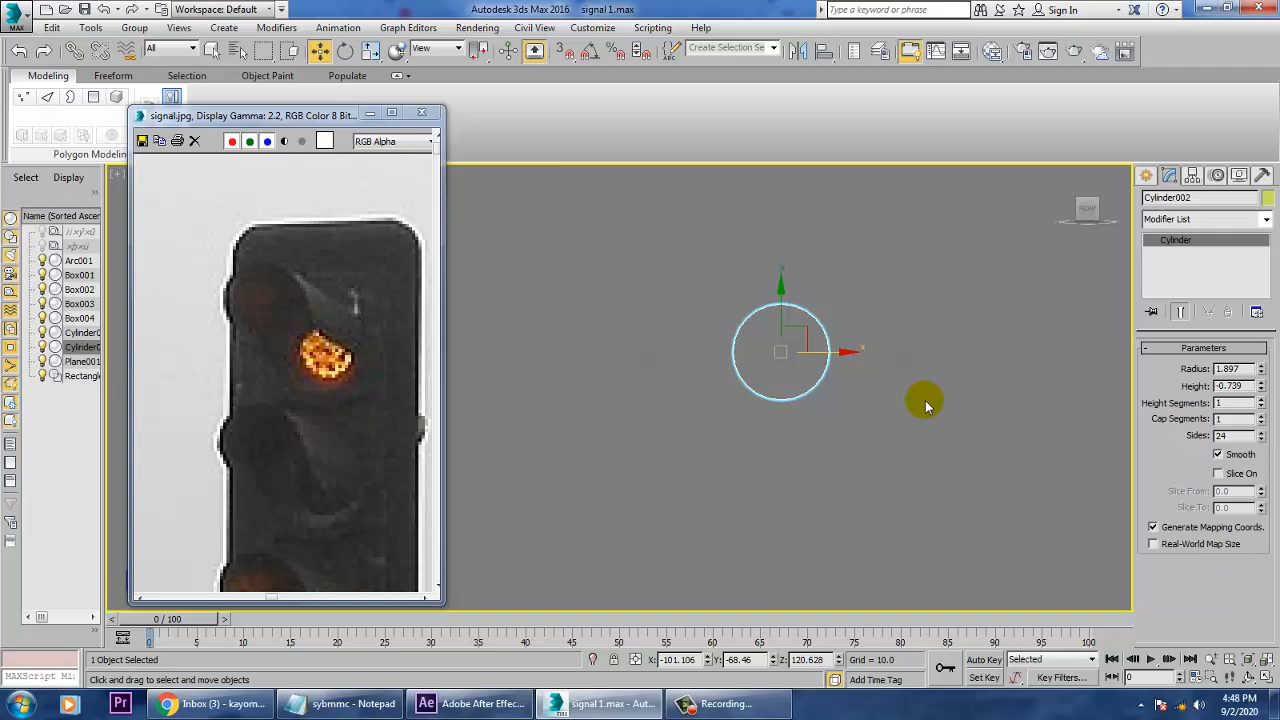 Workspace: Default
Autodesk 3ds Max 2016
signal 1.max
Type a keyword or phrase
Sign In
MAX
Edit
Tools
Group
Views
Create
Modifiers
Animation
Graph Editors
Rendering
Civil View
Customize
Scripting
Help
All
View
Create Selection Se
Modeling
Freeform
Selection
Object Paint
Populate
Polygon Modelin
signal.jpg, Display Gamma: 2.2, RGB Color 8 Bit...
RGB Alpha
Select
Display
Name (Sorted Ascer
Arc001
Box001
Box002
Box003
Box004
Cylinder0
Cylinder0
Plane001
Rectangle
[+]
FRONT
y
x
Cylinder002
Modifier List
Cylinder
Parameters
Radius: 1.897
Height: -0.739
Height Segments: 1
Cap Segments: 1
Sides: 24
Smooth
Slice On
Slice From: 0.0
Slice To: 0.0
Generate Mapping Coords.
Real-World Map Size
0 / 100
0 5 10 15 20 25 30 35 40 45 50 55 60 65 70 75 80 85 90 95 100
1 Object Selected
X: -101.106
Y: -68.46
Z: 120.628
Grid = 10.0
Auto Key
Selected
MAXScript Mi
Click and drag to select and move objects
Add Time Tag
Set Key
Key Filters...
0
Pr
Inbox (3) - kayom...
sybmmc - Notepad
Ae
Adobe After Effec...
signal 1.max - Aut...
Recording...
4:48 PM
9/2/2020